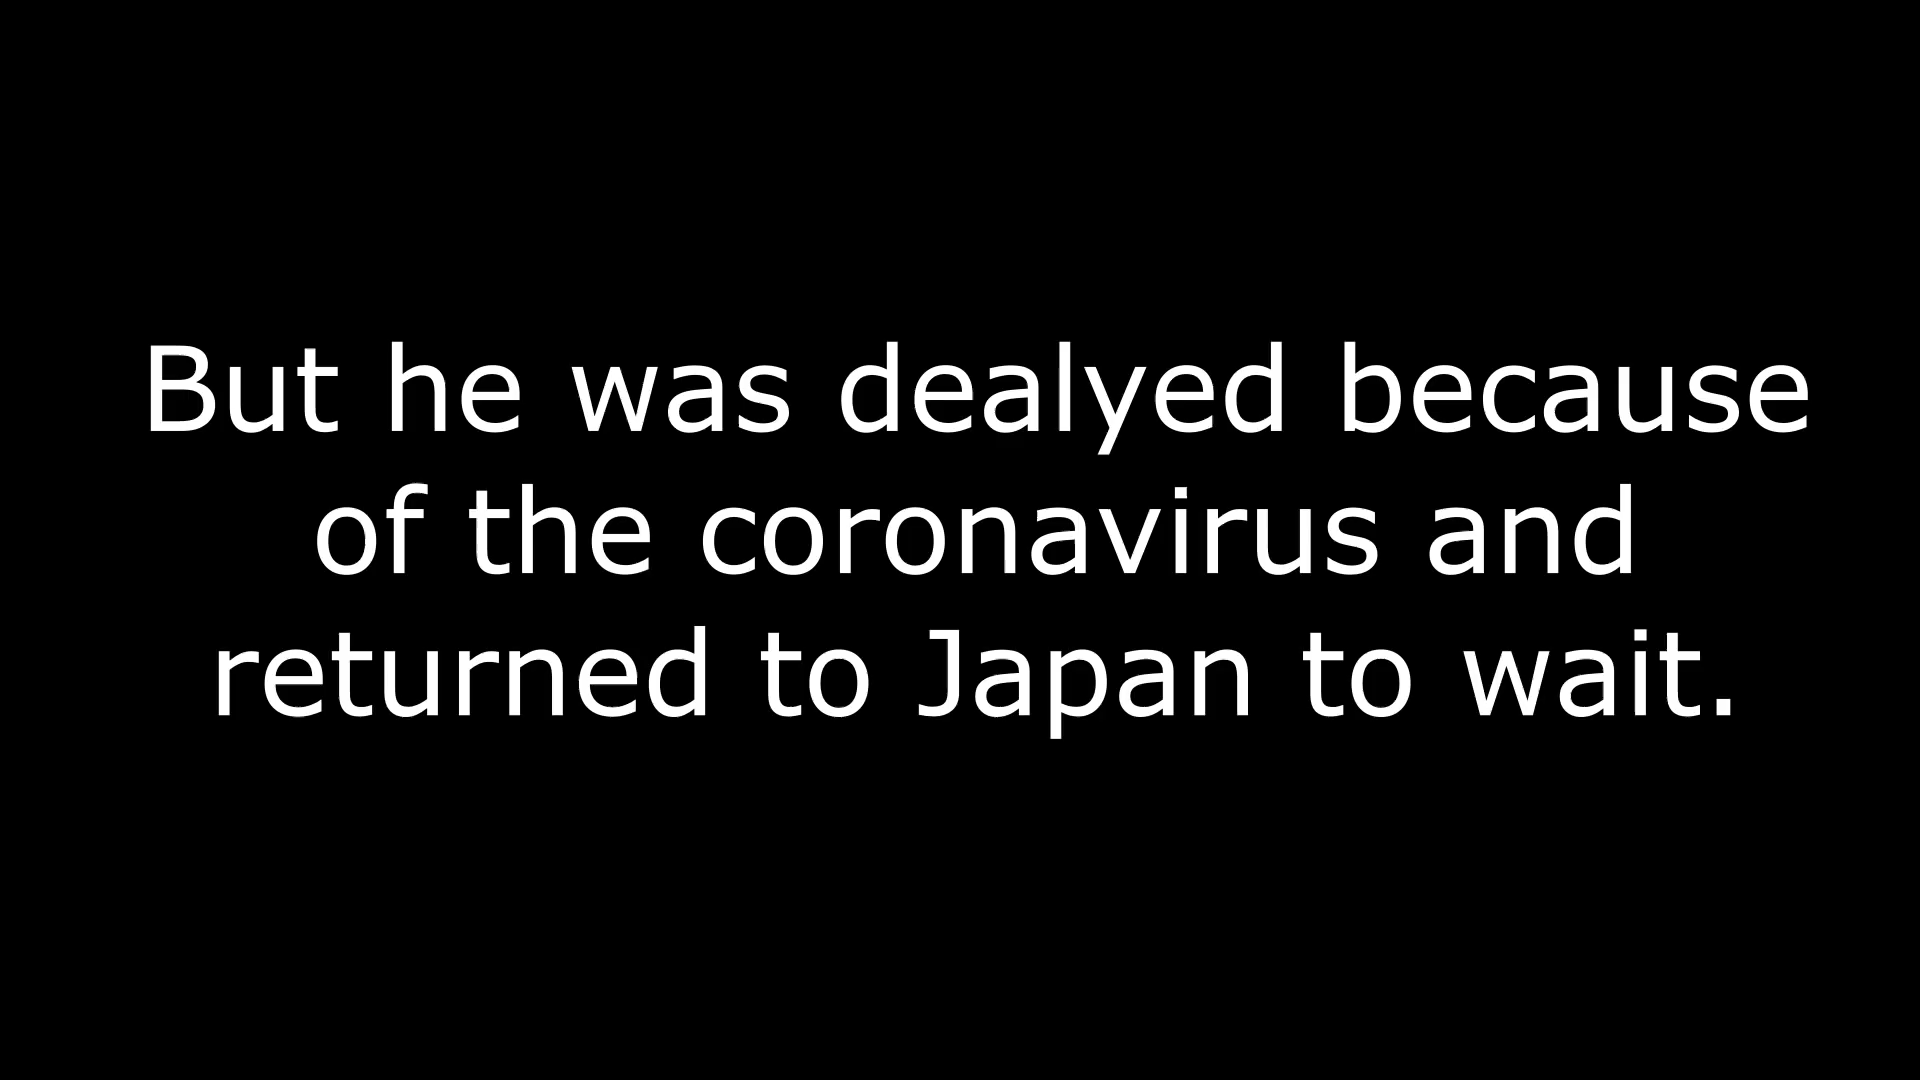 But he was dealyed because
of the coronavirus and
returned to Japan to wait.